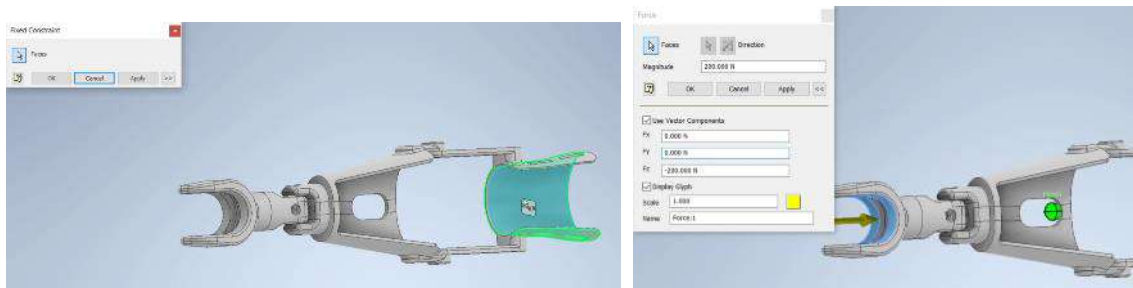 Fixed Constraint
Faces
OK Cancel Apply >>
Force
Faces Direction
Magnitude 200.000 N
OK Cancel Apply <<
Use Vector Components
Fx 0.000 N
Fy 0.000 N
Fz -200.000 N
Display Glyph
Scale 1.000
Name Force:1